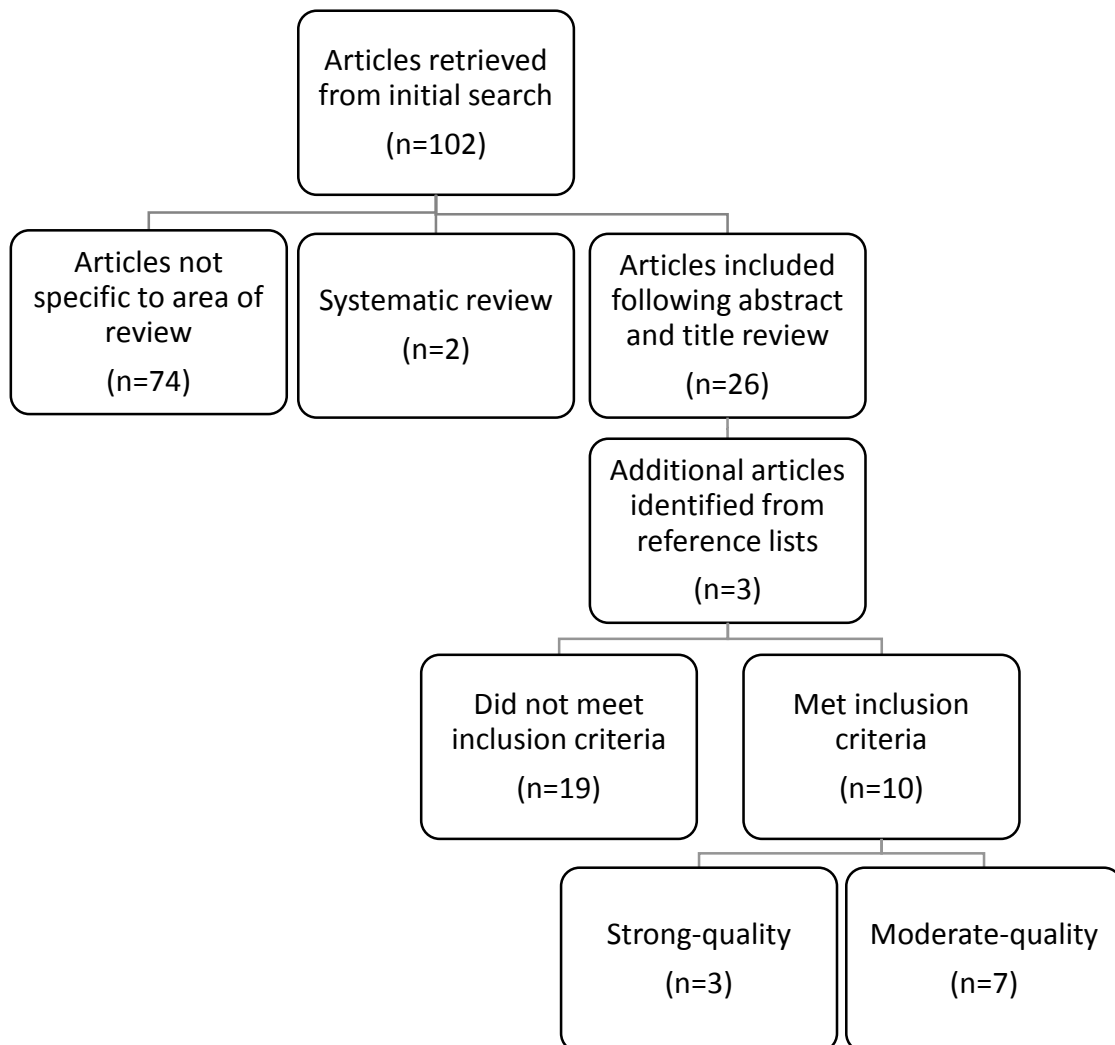 Articles retrieved
from initial search
(n=102)
Articles not
specific to area of
review
(n=74)
Systematic review
(n=2)
Articles included
following abstract
and title review
(n=26)
Additional articles
identified from
reference lists
(n=3)
Did not meet
inclusion criteria
(n=19)
Met inclusion
criteria
(n=10)
Strong-quality
(n=3)
Moderate-quality
(n=7)